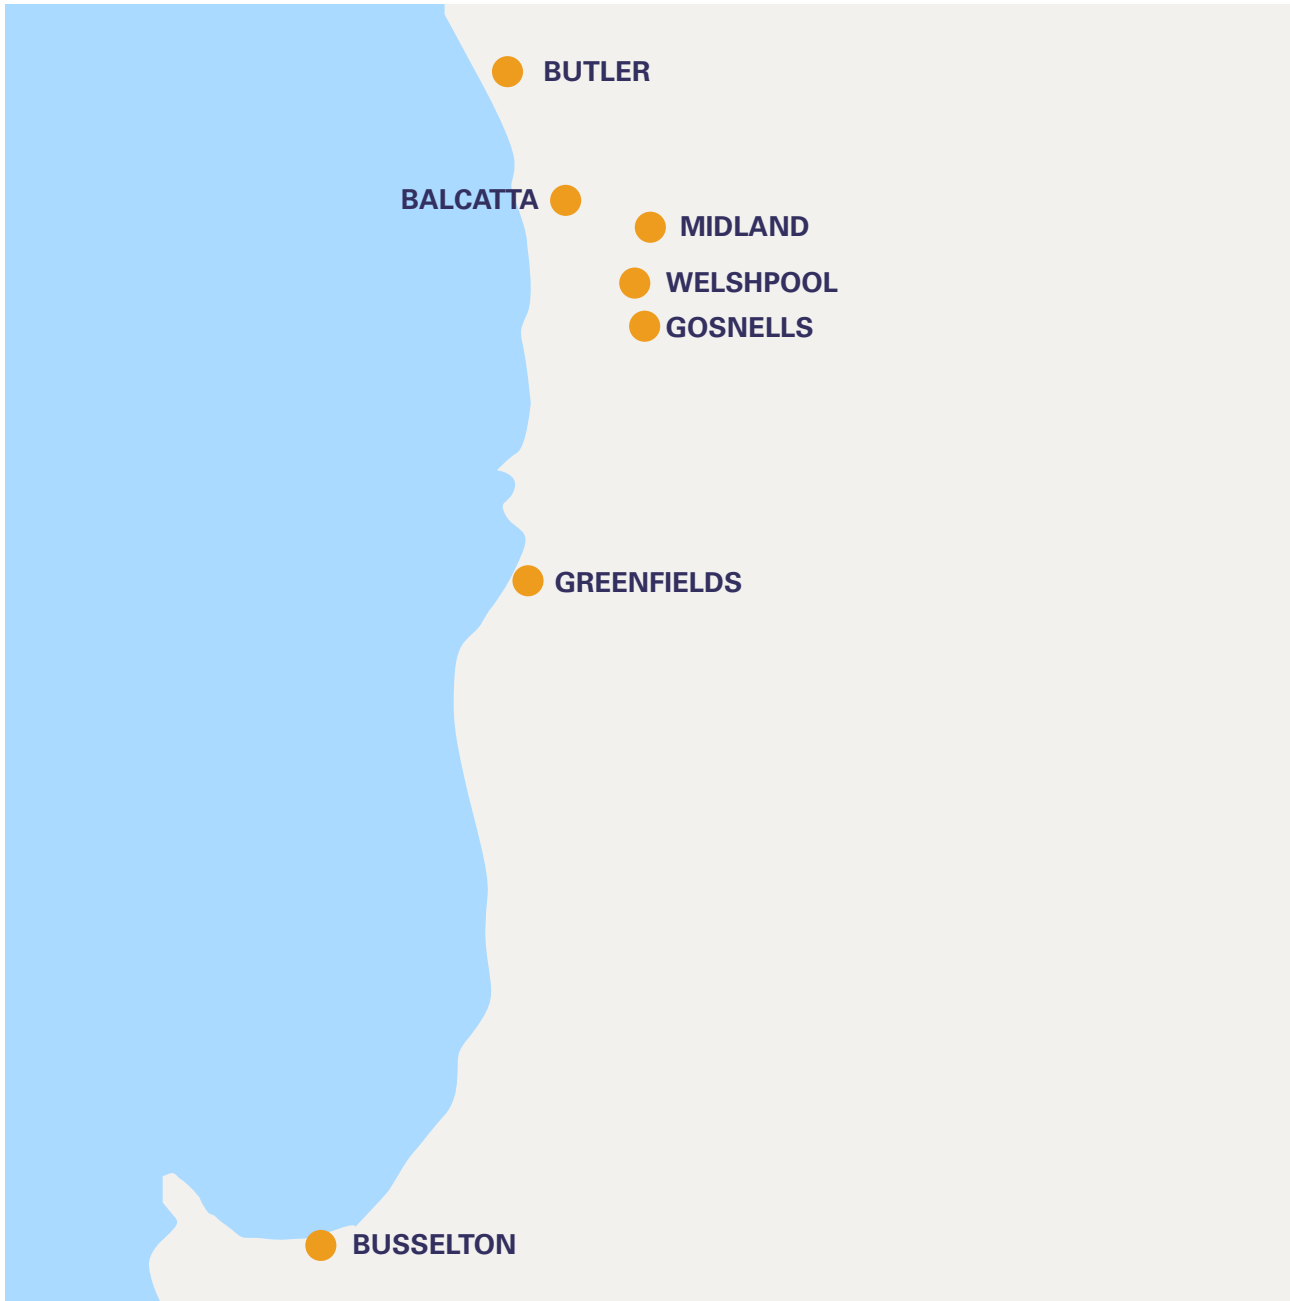 BUTLER
BALCATTA
MIDLAND
WELSHPOOL
GOSNELLS
GREENFIELDS
BUSSELTON